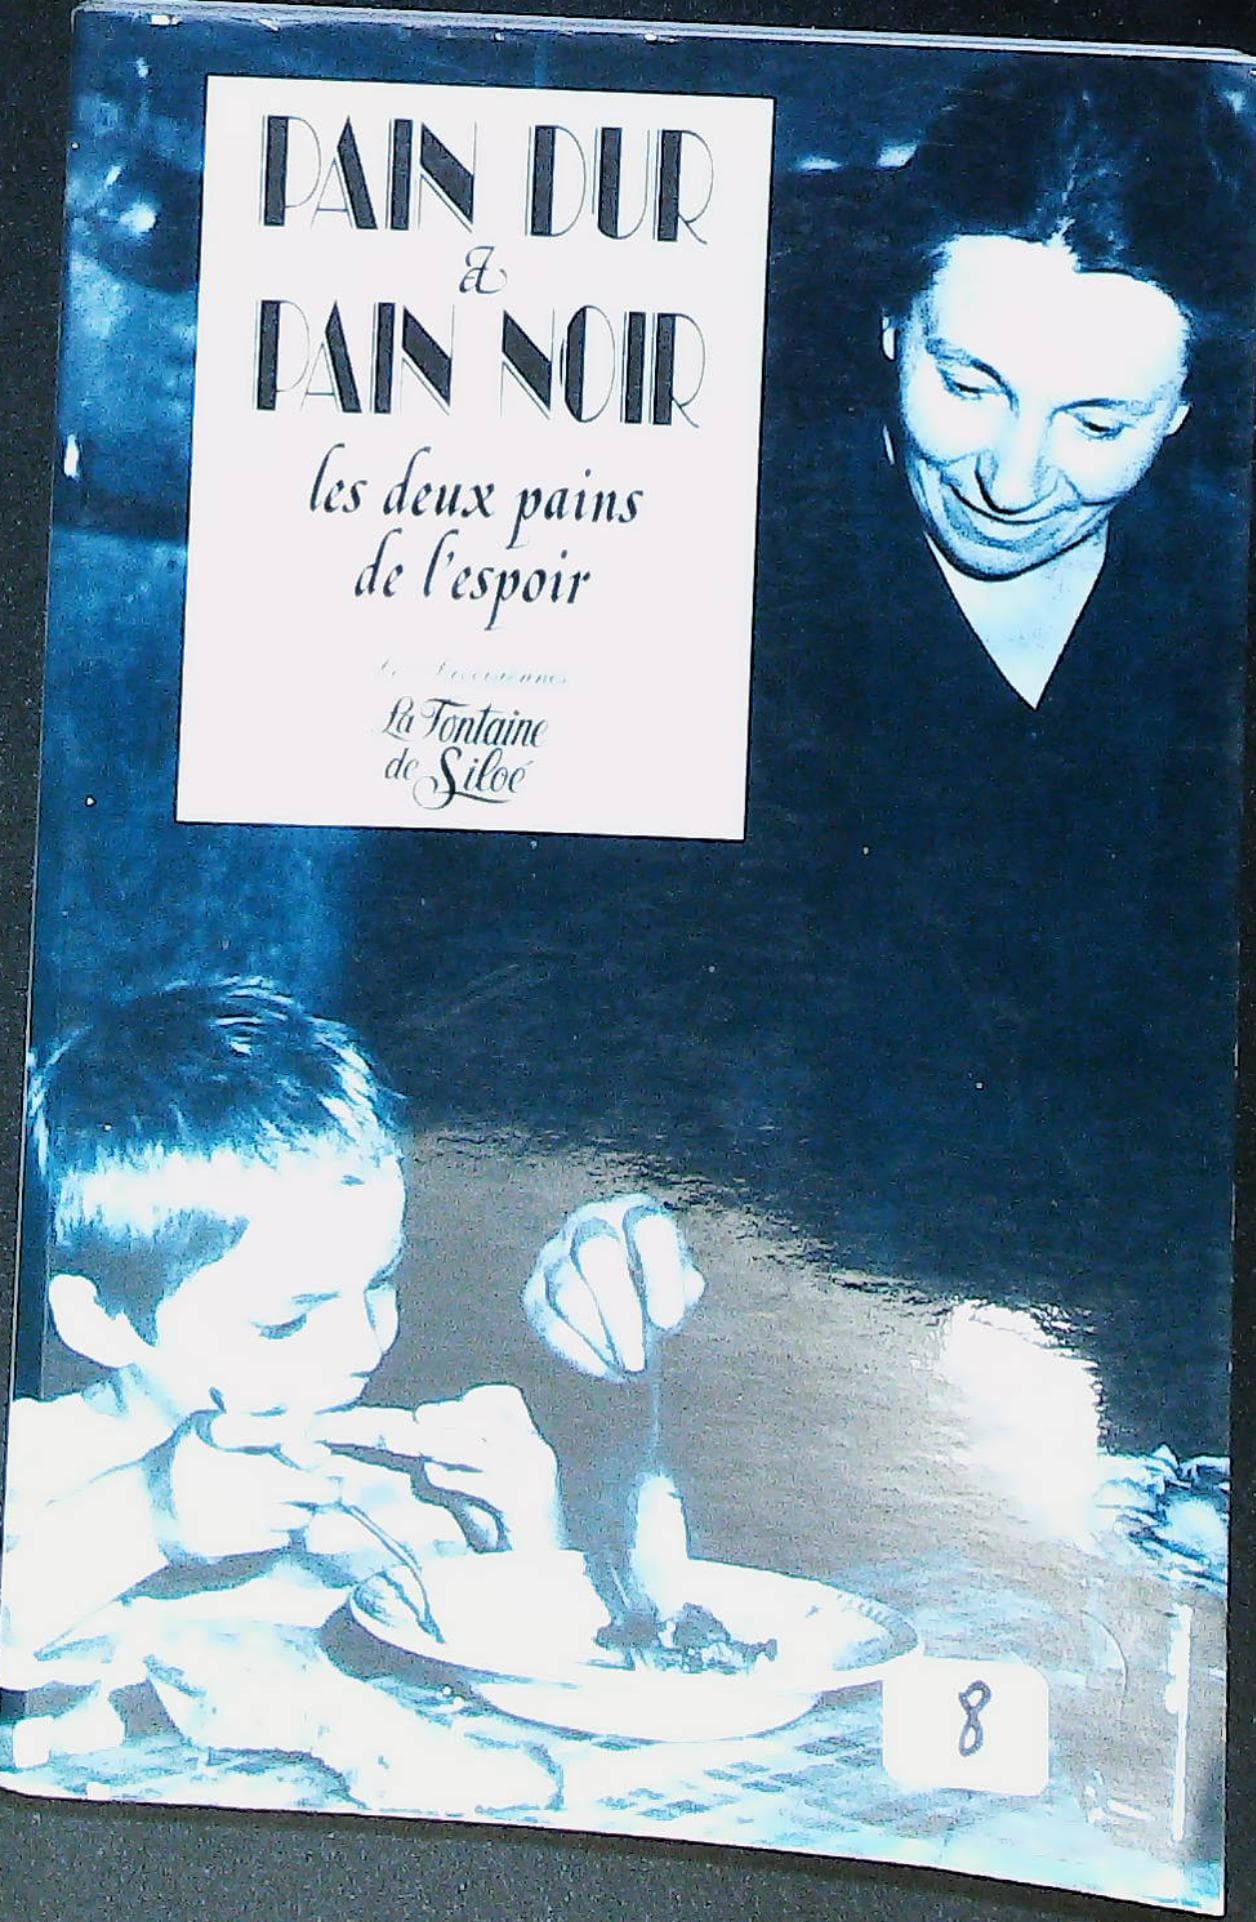 PAIN DUR
&
PAIN NOIR
les deux pains
de l'espoir
La Fontaine
de Siloé
8